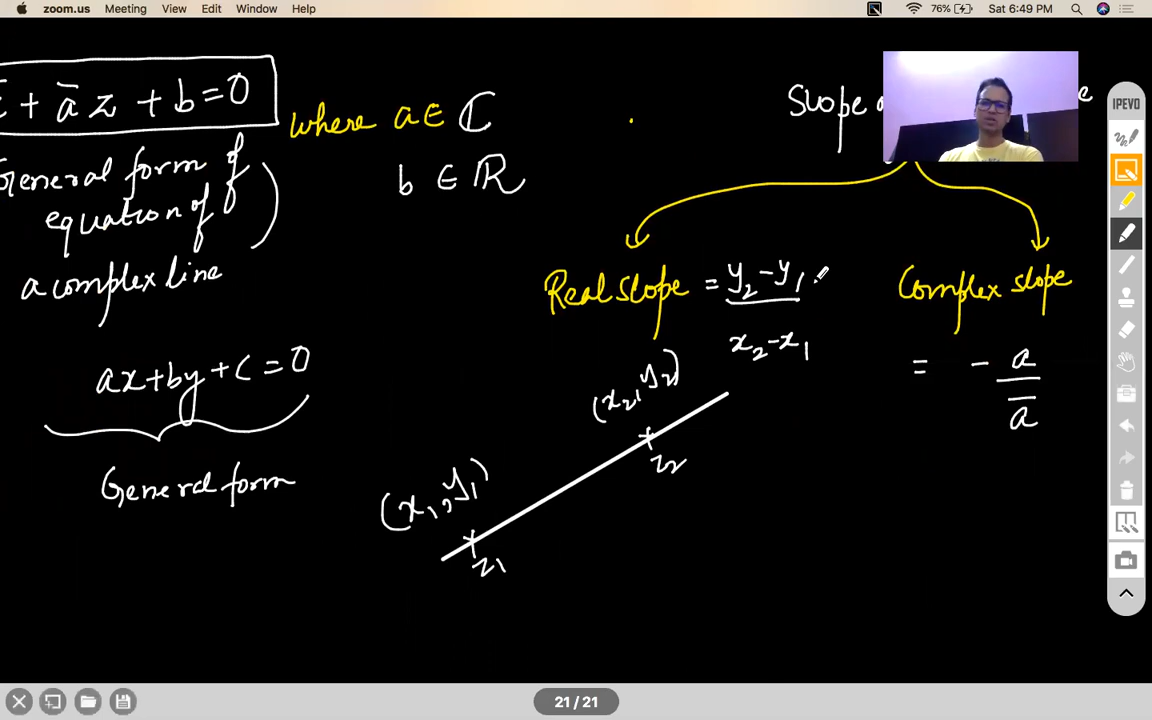 zoom.us Meeting View Edit Window Help
76% Sat 6:49 PM
+ a̅ z + b = 0
where a ∈ ℂ
b ∈ ℝ
General form of
equation of
a complex line
ax+by+c=0
General form
Slope
Real slope = y₂-y₁
x₂-x₁
Complex slope
= - a
a̅
(x₂, y₂)
z₂
(x₁, y₁)
z₁
IPEVO
21 / 21